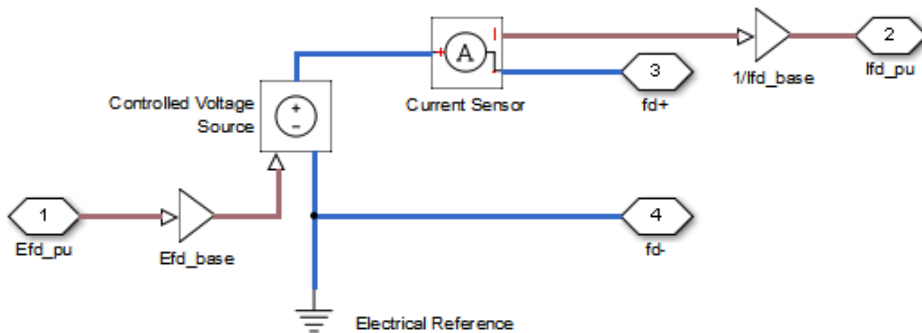 I
2
A
1/Ifd_base
Ifd_pu
+
3
Current Sensor
fd+
Controlled Voltage
Source
+
−
1
4
Efd_pu
Efd_base
fd-
Electrical Reference